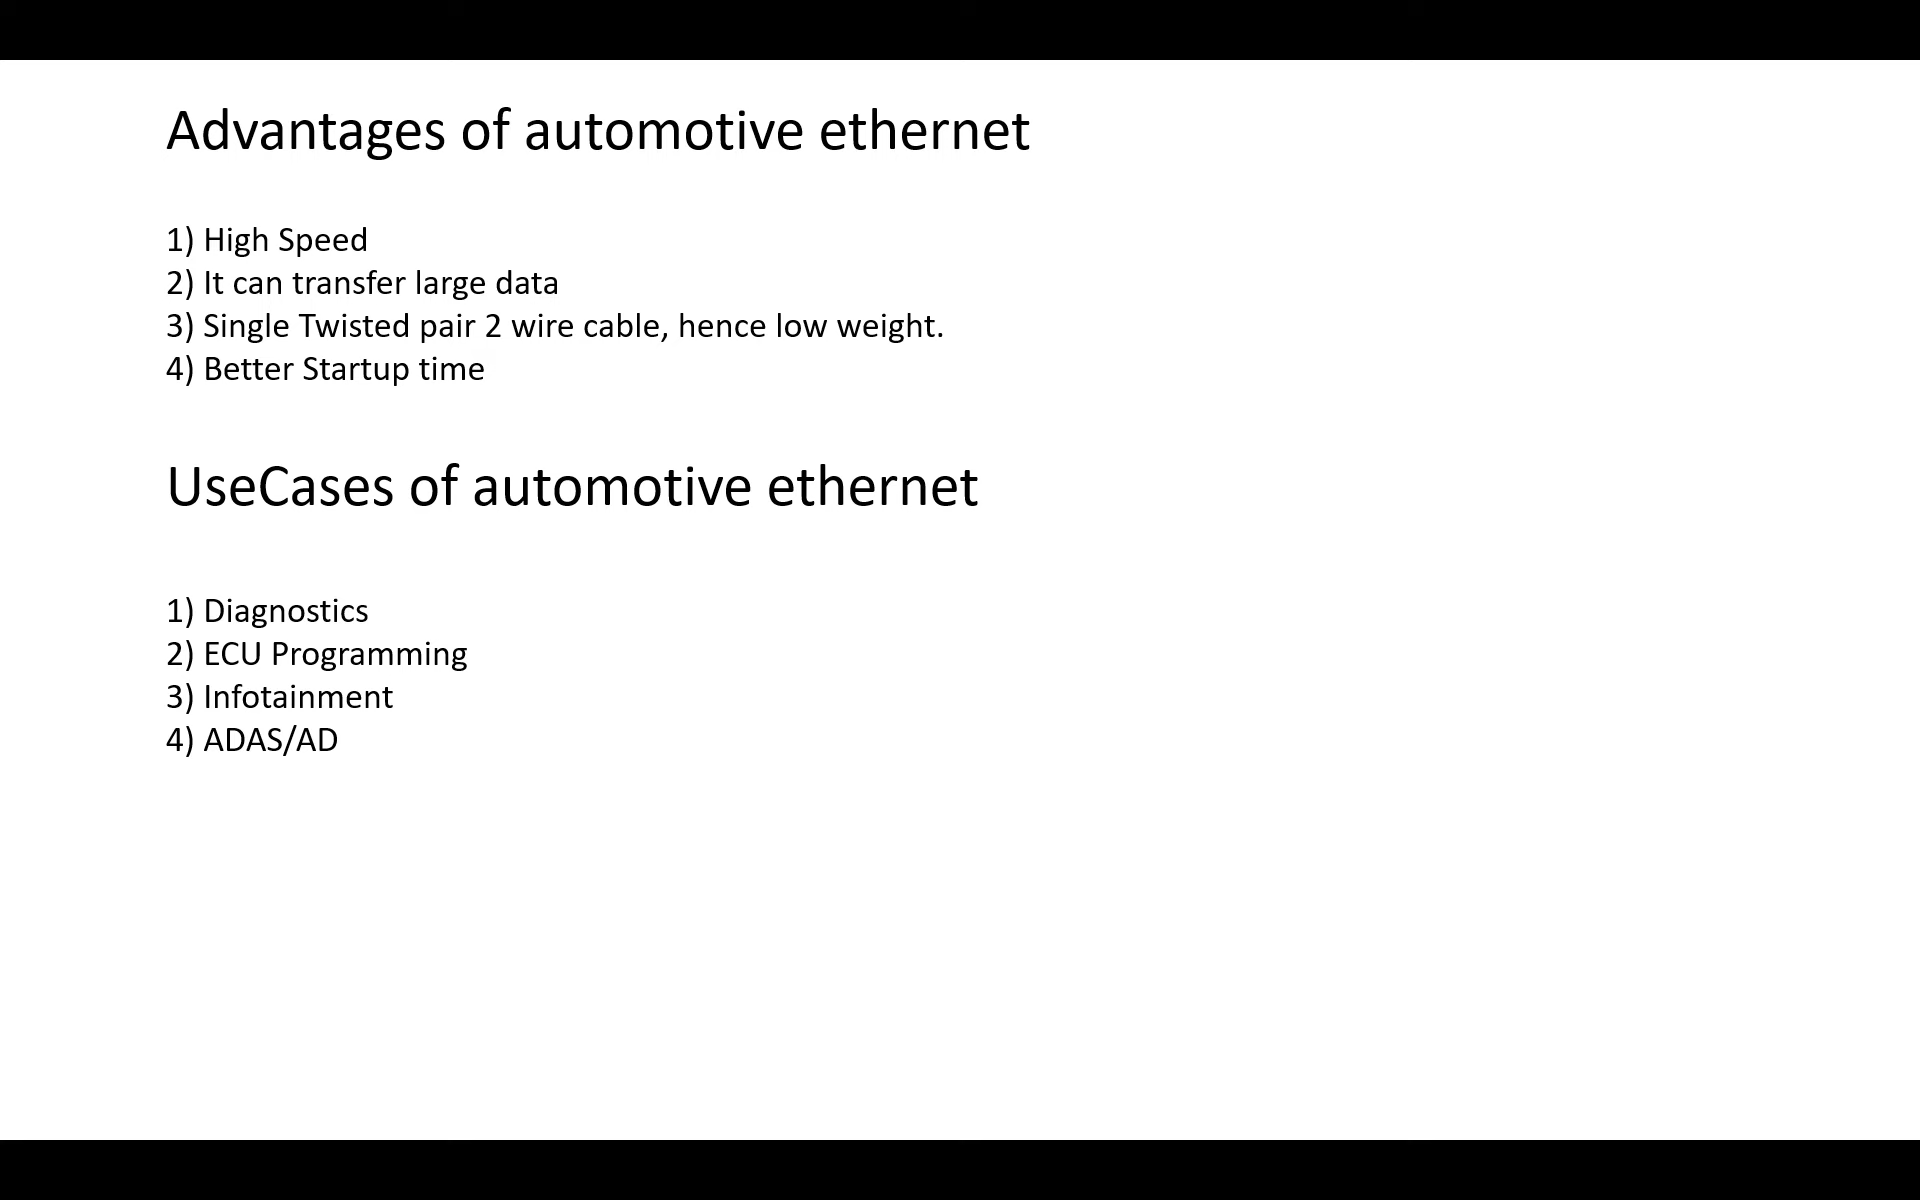 Advantages of automotive ethernet
1) High Speed
2) It can transfer large data
3) Single Twisted pair 2 wire cable, hence low weight.
4) Better Startup time
UseCases of automotive ethernet
1) Diagnostics
2) ECU Programming
3) Infotainment
4) ADAS/AD